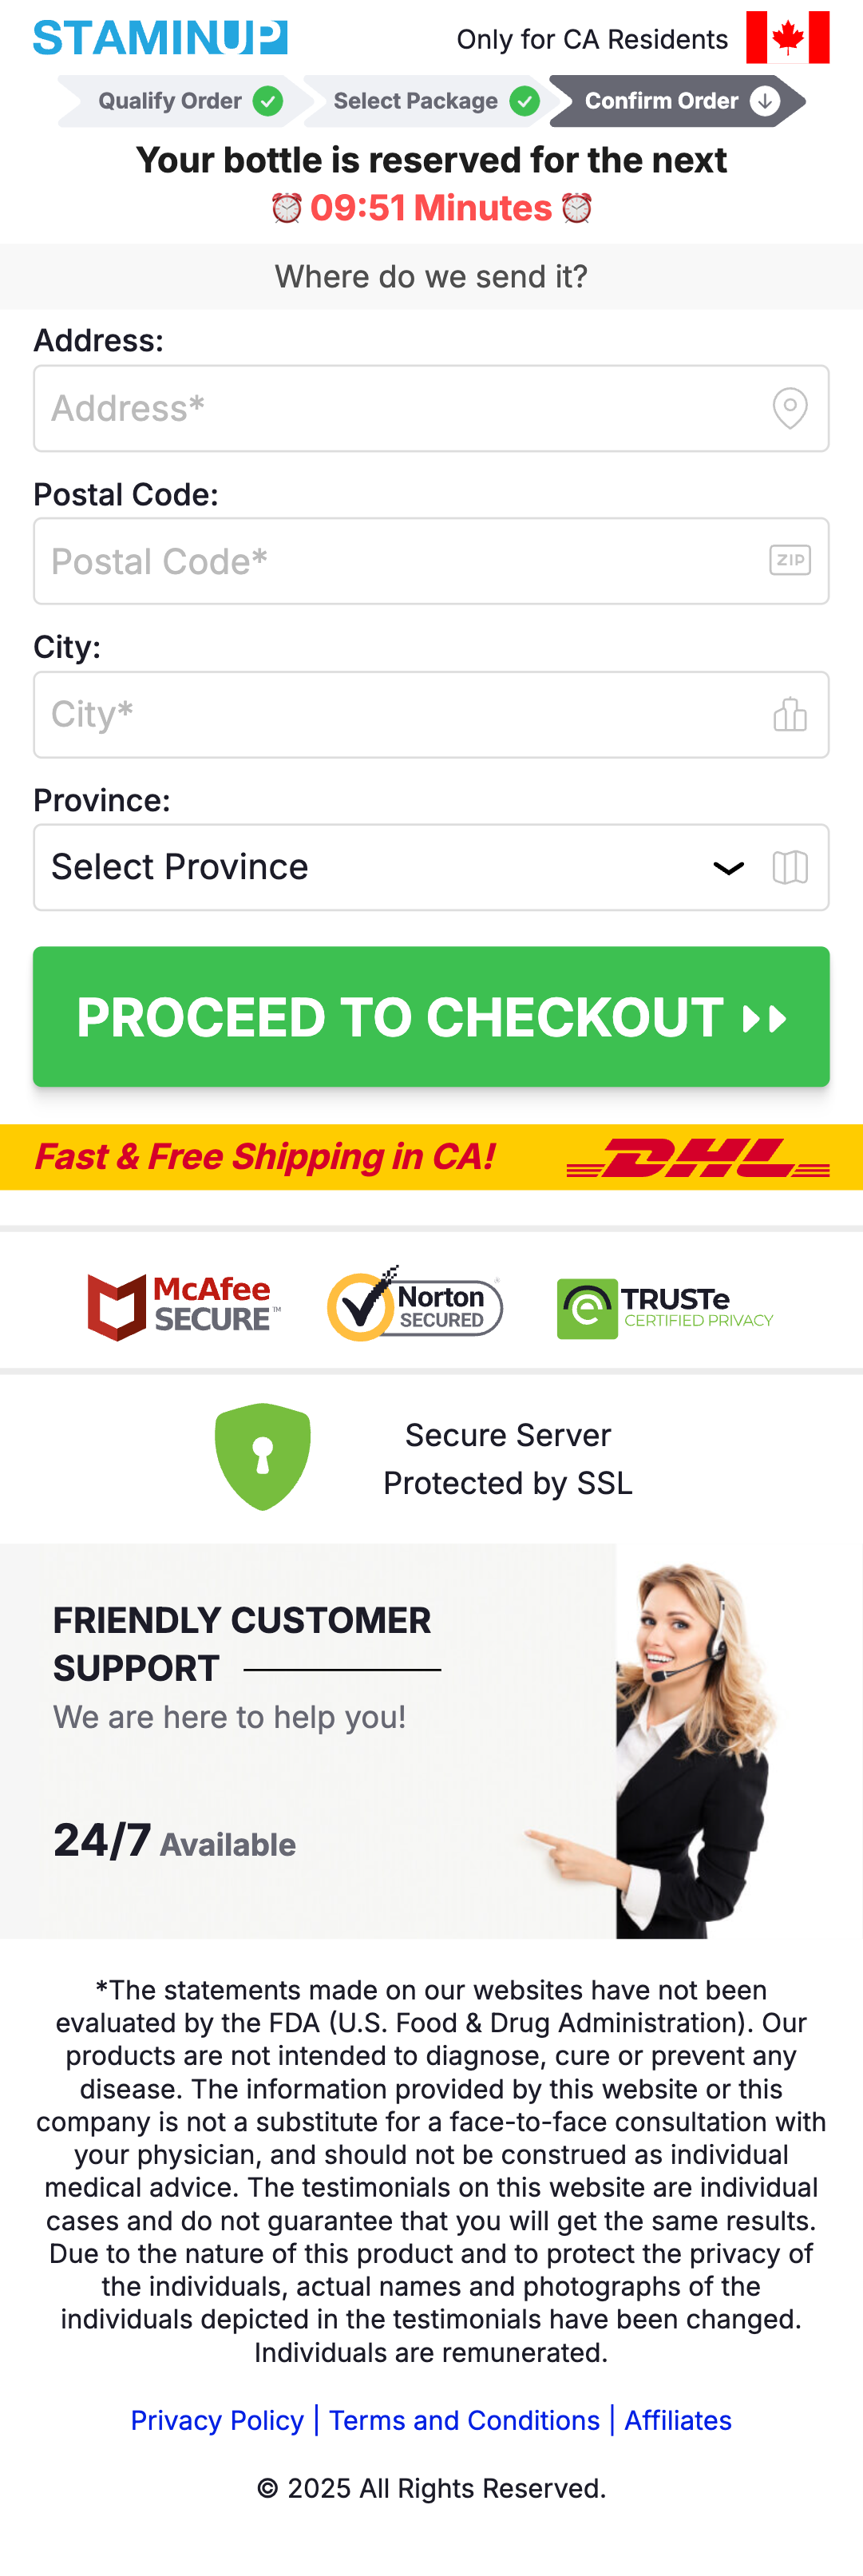 STAMINUP
Only for CA Residents
Qualify Order
Select Package
Confirm Order
Your bottle is reserved for the next
⏰ 09:51 Minutes ⏰
Where do we send it?
Address:
Address*
Postal Code:
Postal Code*
ZIP
City:
City*
Province:
Select Province
PROCEED TO CHECKOUT
Fast & Free Shipping in CA!
DHL
McAfee
SECURE™
Norton
SECURED
TRUSTe
CERTIFIED PRIVACY
Secure Server
Protected by SSL
FRIENDLY CUSTOMER
SUPPORT
We are here to help you!
24/7 Available
*The statements made on our websites have not been
evaluated by the FDA (U.S. Food & Drug Administration). Our
products are not intended to diagnose, cure or prevent any
disease. The information provided by this website or this
company is not a substitute for a face-to-face consultation with
your physician, and should not be construed as individual
medical advice. The testimonials on this website are individual
cases and do not guarantee that you will get the same results.
Due to the nature of this product and to protect the privacy of
the individuals, actual names and photographs of the
individuals depicted in the testimonials have been changed.
Individuals are remunerated.
Privacy Policy | Terms and Conditions | Affiliates
© 2025 All Rights Reserved.